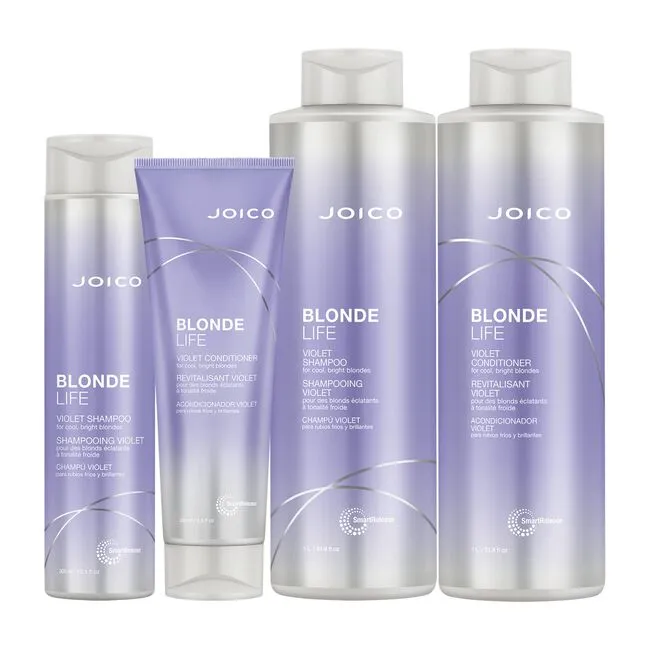 JOICO
BLONDE
LIFE
VIOLET SHAMPOO
for cool, bright blondes
SHAMPOOING VIOLET
pour des blonds éclatants
à tonalité froide
CHAMPÚ VIOLET
para rubios fríos y brillantes
SmartRelease
JOICO
BLONDE
LIFE
VIOLET CONDITIONER
for cool, bright blondes
REVITALISANT VIOLET
pour des blonds éclatants
à tonalité froide
ACONDICIONADOR VIOLET
para rubios fríos y brillantes
SmartRelease
JOICO
BLONDE
LIFE
VIOLET
SHAMPOO
for cool, bright blondes
SHAMPOOING
VIOLET
pour des blonds éclatants
à tonalité froide
CHAMPÚ VIOLET
para rubios fríos y brillantes
SmartRelease
1 L
JOICO
BLONDE
LIFE
VIOLET
CONDITIONER
for cool, bright blondes
REVITALISANT
VIOLET
pour des blonds éclatants
à tonalité froide
ACONDICIONADOR
VIOLET
para rubios fríos y brillantes
SmartRelease
1 L